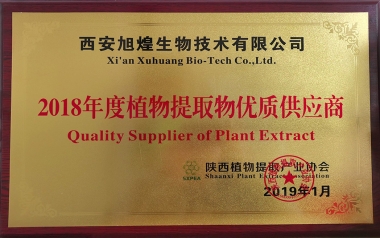 西安旭煌生物技术有限公司
Xi'an Xuhuang Bio-Tech Co.,Ltd.
2018年度植物提取物优质供应商
Quality Supplier of Plant Extract
陕西植物提取产业协会
SAPEA Shaanxi Plant Extract Association
2019年1月